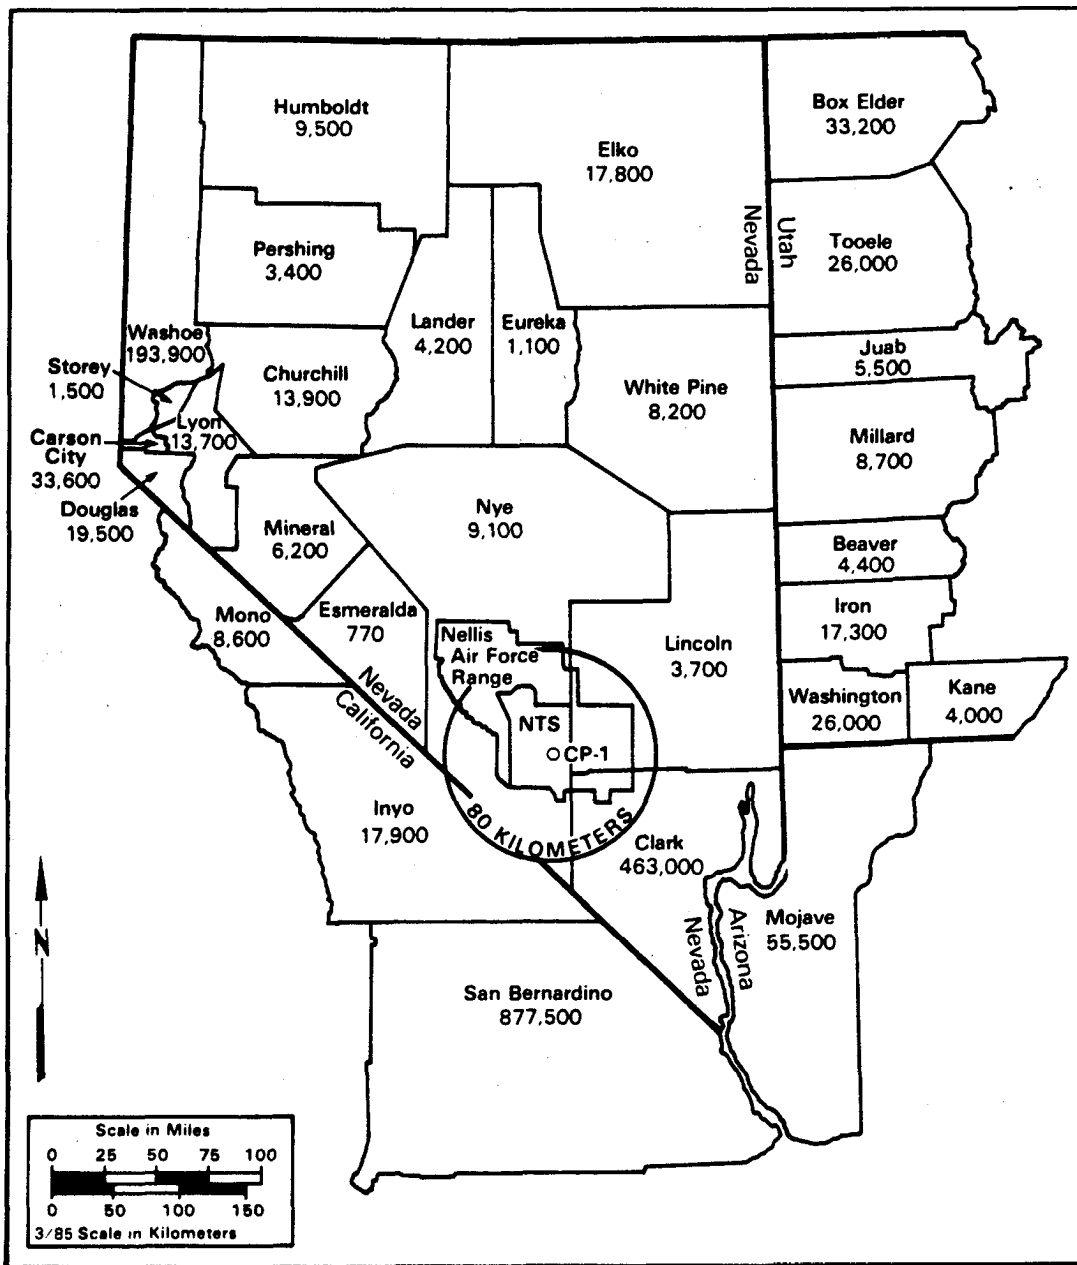 Humboldt
9,500
Elko
17,800
Box Elder
33,200
Pershing
3,400
Nevada
Utah
Tooele
26,000
Washoe
193,900
Lander
4,200
Eureka
1,100
Juab
5,500
Storey
1,500
Churchill
13,900
White Pine
8,200
Lyon
13,700
Carson
City
33,600
Millard
8,700
Douglas
19,500
Mineral
6,200
Nye
9,100
Beaver
4,400
Mono
8,600
Esmeralda
770
Iron
17,300
Nellis
Air Force
Range
Lincoln
3,700
Washington
26,000
Kane
4,000
Nevada
California
NTS
CP-1
80 KILOMETERS
Inyo
17,900
Clark
463,000
Nevada
Arizona
Mojave
55,500
San Bernardino
877,500
N
Scale in Miles
0 25 50 75 100
0 50 100 150
3/85 Scale in Kilometers